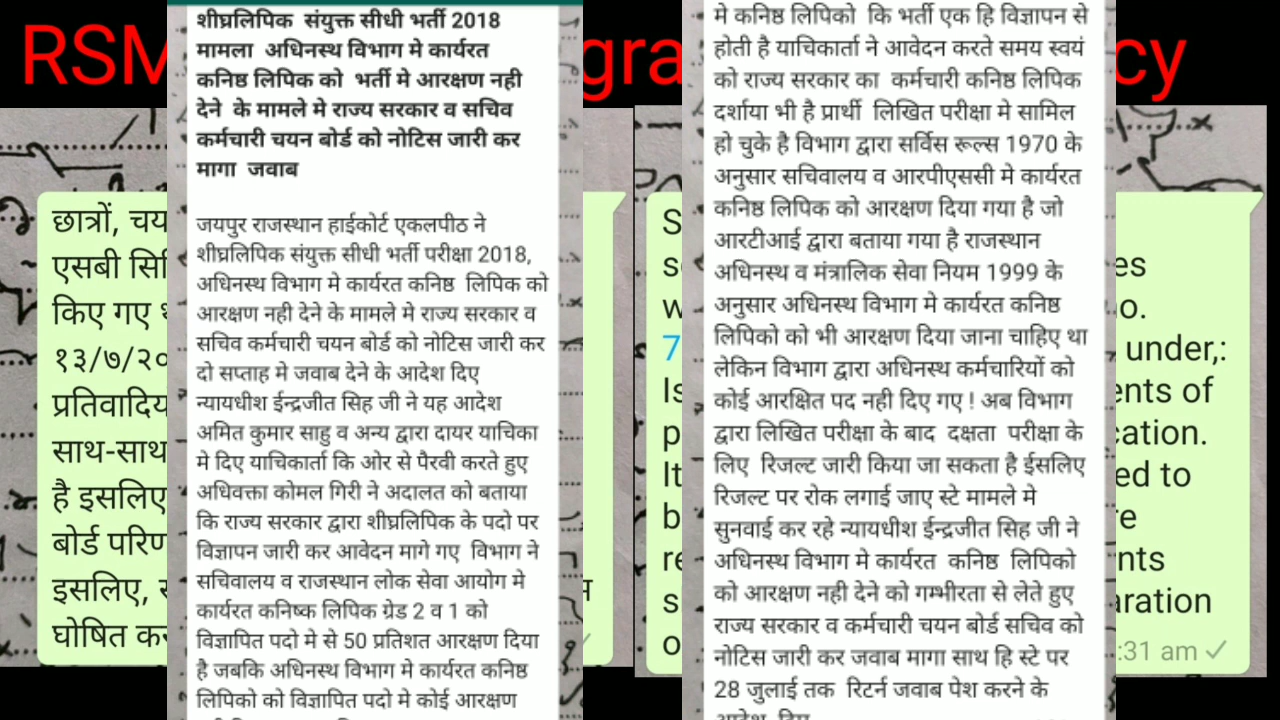 RSM
gra
cy
शीघ्रलिपिक संयुक्त सीधी भर्ती 2018
मामला अधिनस्थ विभाग मे कार्यरत
कनिष्ठ लिपिक को भर्ती मे आरक्षण नही
देने के मामले मे राज्य सरकार व सचिव
कर्मचारी चयन बोर्ड को नोटिस जारी कर
मागा जवाब
जयपुर राजस्थान हाईकोर्ट एकलपीठ ने
शीघ्रलिपिक संयुक्त सीधी भर्ती परीक्षा 2018,
अधिनस्थ विभाग मे कार्यरत कनिष्ठ लिपिक को
आरक्षण नही देने के मामले मे राज्य सरकार व
सचिव कर्मचारी चयन बोर्ड को नोटिस जारी कर
दो सप्ताह मे जवाब देने के आदेश दिए
न्यायधीश ईन्द्रजीत सिह जी ने यह आदेश
अमित कुमार साहु व अन्य द्वारा दायर याचिका
मे दिए याचिकार्ता कि ओर से पैरवी करते हुए
अधिवक्ता कोमल गिरी ने अदालत को बताया
कि राज्य सरकार द्वारा शीघ्रलिपिक के पदो पर
विज्ञापन जारी कर आवेदन मागे गए विभाग ने
सचिवालय व राजस्थान लोक सेवा आयोग मे
कार्यरत कनिष्क लिपिक ग्रेड 2 व 1 को
विज्ञापित पदो मे से 50 प्रतिशत आरक्षण दिया
है जबकि अधिनस्थ विभाग मे कार्यरत कनिष्ठ
लिपिको को विज्ञापित पदो मे कोई आरक्षण
मे कनिष्ठ लिपिको कि भर्ती एक हि विज्ञापन से
होती है याचिकार्ता ने आवेदन करते समय स्वयं
को राज्य सरकार का कर्मचारी कनिष्ठ लिपिक
दर्शाया भी है प्रार्थी लिखित परीक्षा मे सामिल
हो चुके है विभाग द्वारा सर्विस रूल्स 1970 के
अनुसार सचिवालय व आरपीएससी मे कार्यरत
कनिष्ठ लिपिक को आरक्षण दिया गया है जो
आरटीआई द्वारा बताया गया है राजस्थान
अधिनस्थ व मंत्रालिक सेवा नियम 1999 के
अनुसार अधिनस्थ विभाग मे कार्यरत कनिष्ठ
लिपिको को भी आरक्षण दिया जाना चाहिए था
लेकिन विभाग द्वारा अधिनस्थ कर्मचारियों को
कोई आरक्षित पद नही दिए गए ! अब विभाग
द्वारा लिखित परीक्षा के बाद दक्षता परीक्षा के
लिए रिजल्ट जारी किया जा सकता है ईसलिए
रिजल्ट पर रोक लगाई जाए स्टे मामले मे
सुनवाई कर रहे न्यायधीश ईन्द्रजीत सिह जी ने
अधिनस्थ विभाग मे कार्यरत कनिष्ठ लिपिको
को आरक्षण नही देने को गम्भीरता से लेते हुए
राज्य सरकार व कर्मचारी चयन बोर्ड सचिव को
नोटिस जारी कर जवाब मागा साथ हि स्टे पर
28 जुलाई तक रिटर्न जवाब पेश करने के
आदेश दिए
छात्रों, चय
एसबी सि
किए गए
१३/७/२०
प्रतिवादिय
साथ-साथ
है इसलिए
बोर्ड परिण
इसलिए, र
घोषित कर
S
s
w
7
Is
p
It
b
re
s
o
es
o.
under,:
ents of
cation.
ed to
re
nts
aration
:31 am